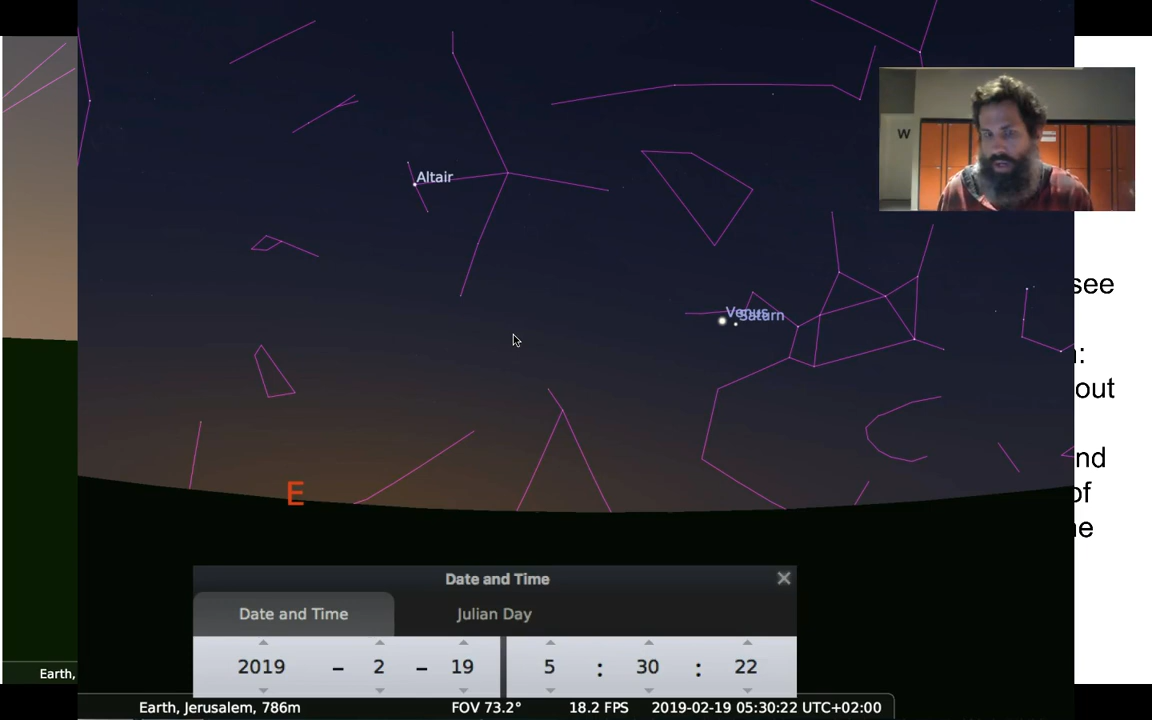 Altair
W
see
Venus
Saturn
:
out
nd
of
E
e
Date and Time
Date and Time
Julian Day
2019 – 2 – 19 5 : 30 : 22
Earth,
Earth, Jerusalem, 786m FOV 73.2° 18.2 FPS 2019-02-19 05:30:22 UTC+02:00